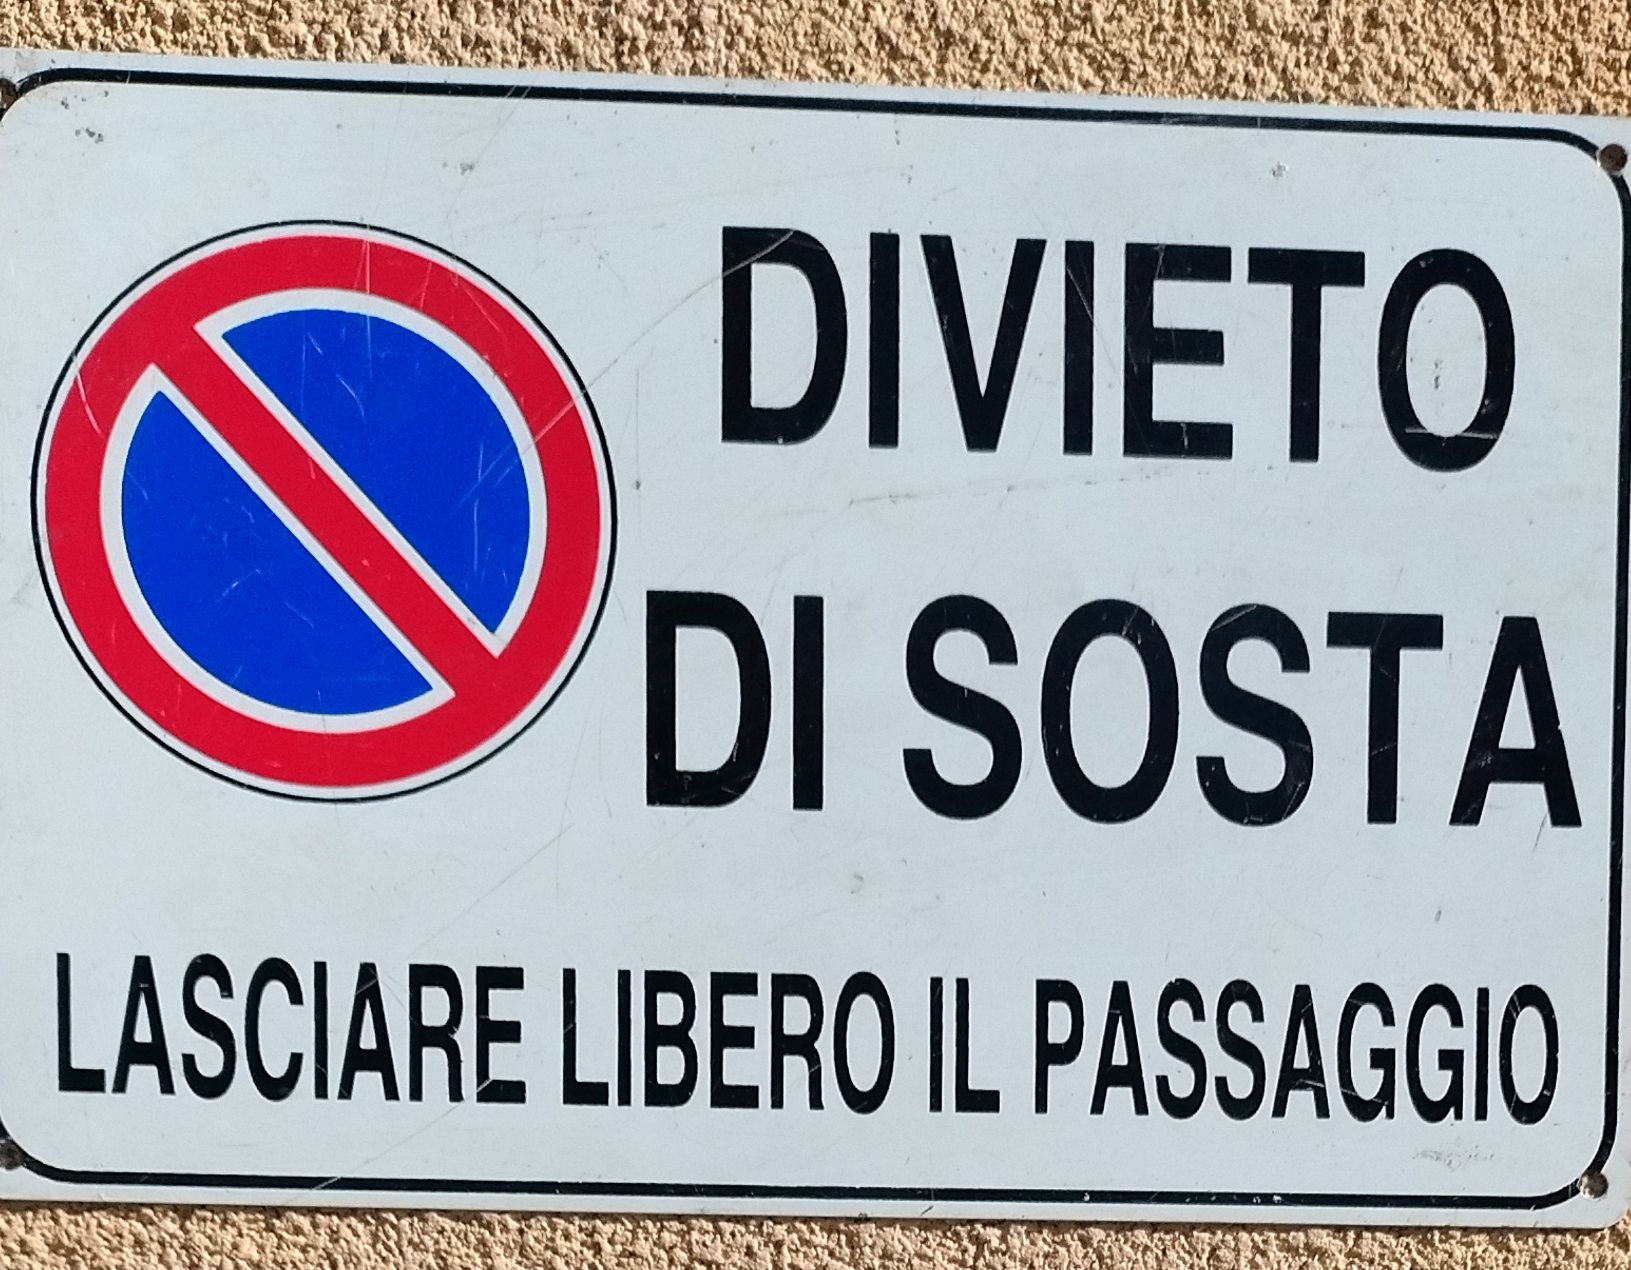 DIVIETO
DI SOSTA
LASCIARE LIBERO IL PASSAGGIO